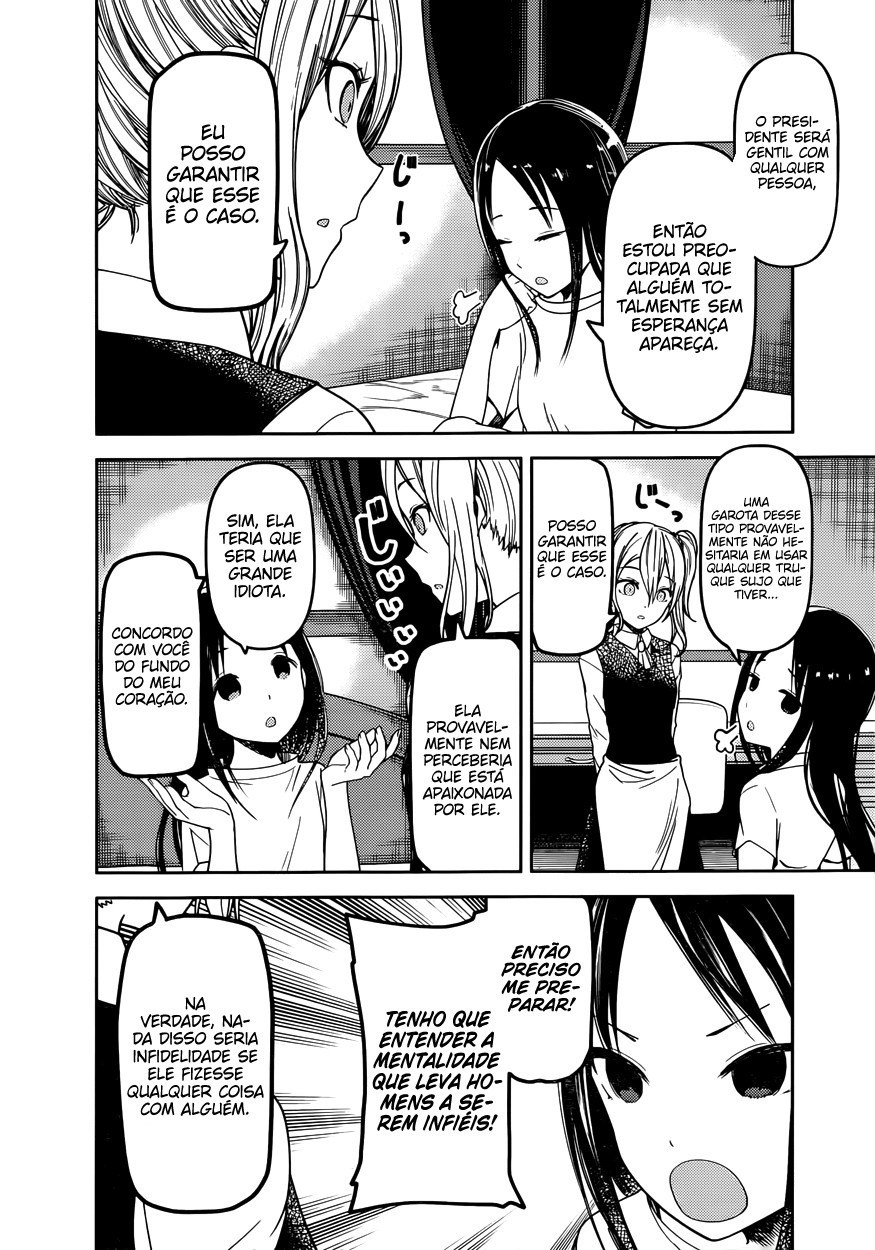 O PRESI-
DENTE SERÁ
GENTIL COM
QUALQUER
PESSOA,
ENTÃO
ESTOU PREO-
CUPADA QUE
ALGUÉM TO-
TALMENTE SEM
ESPERANÇA
APAREÇA.
じーっ
EU
POSSO
GARANTIR
QUE ESSE
É O CASO.
UMA
GAROTA DESSE
TIPO PROVAVEL-
MENTE NÃO HE-
SITARIA EM USAR
QUALQUER TRU-
QUE SUJO QUE
TIVER...
じーっ
POSSO
GARANTIR
QUE ESSE
É O CASO.
ELA
PROVAVEL-
MENTE NEM
PERCEBERIA
QUE ESTÁ
APAIXONADA
POR ELE.
じぃぃぃぃ
SIM, ELA
TERIA QUE
SER UMA
GRANDE
IDIOTA.
CONCORDO
COM VOCÊ
DO FUNDO
DO MEU
CORAÇÃO.
ENTÃO
PRECISO
ME PRE-
PARAR!
TENHO QUE
ENTENDER A
MENTALIDADE
QUE LEVA HO-
MENS A SE-
REM INFIÉIS!
NA
VERDADE, NA-
DA DISSO SERIA
INFIDELIDADE SE
ELE FIZESSE
QUALQUER COISA
COM ALGUÉM.